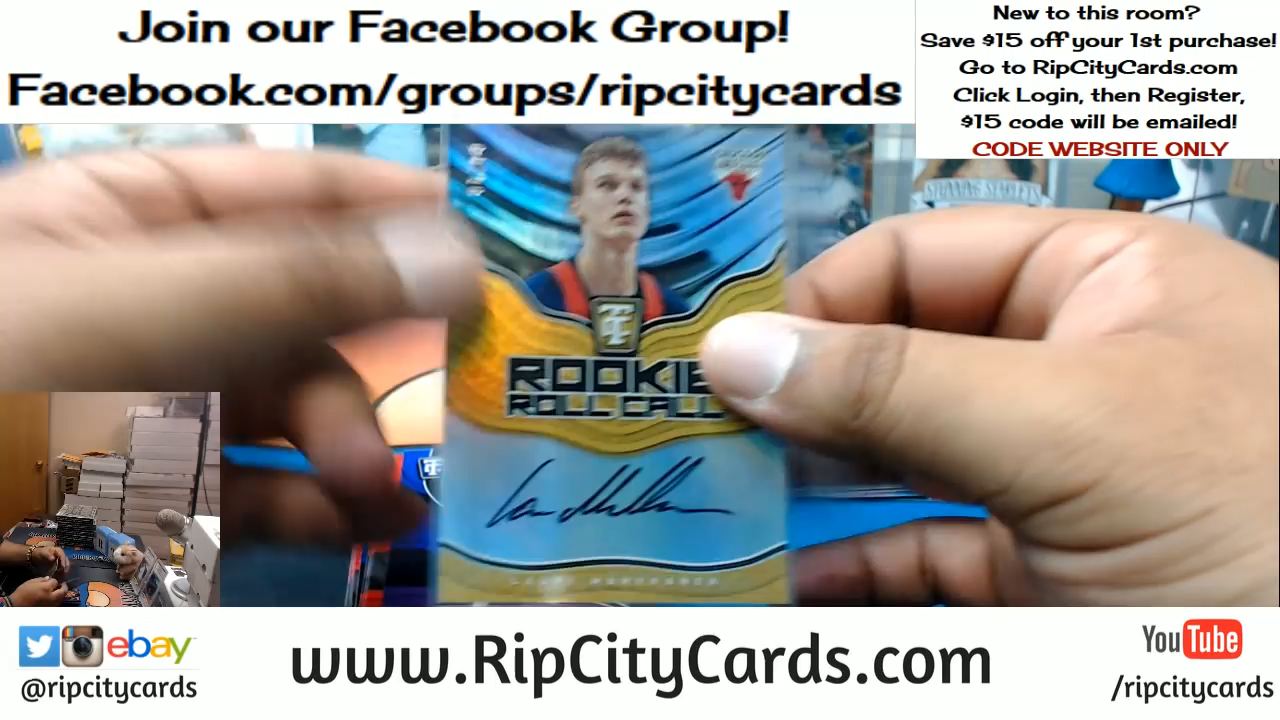 Join our Facebook Group!
Facebook.com/groups/ripcitycards
New to this room?
Save $15 off your 1st purchase!
Go to RipCityCards.com
Click Login, then Register,
$15 code will be emailed!
CODE WEBSITE ONLY
ROOKIE
ROLL CALL
ebay
@ripcitycards
www.RipCityCards.com
YouTube
/ripcitycards